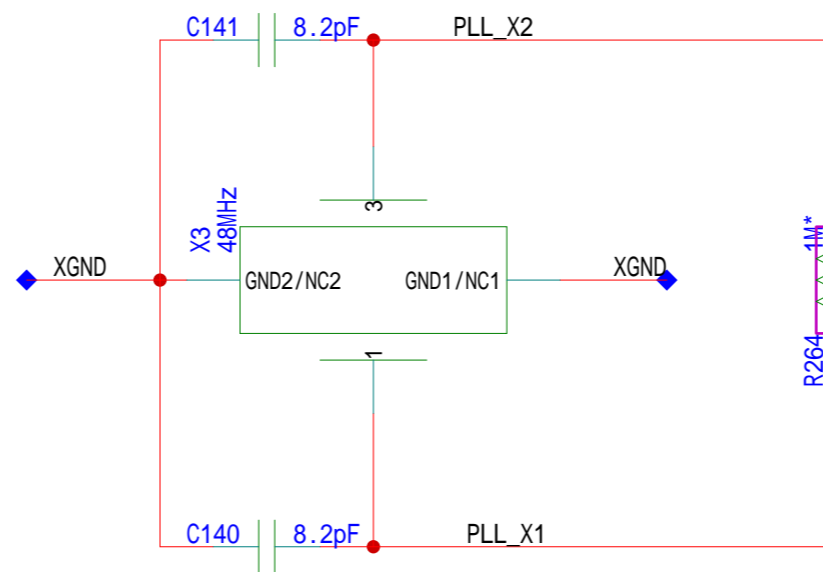 C141 8.2pF PLL_X2
3
X3
48MHz
1M*
XGND GND2/NC2 GND1/NC1 XGND
1
R264
C140 8.2pF PLL_X1